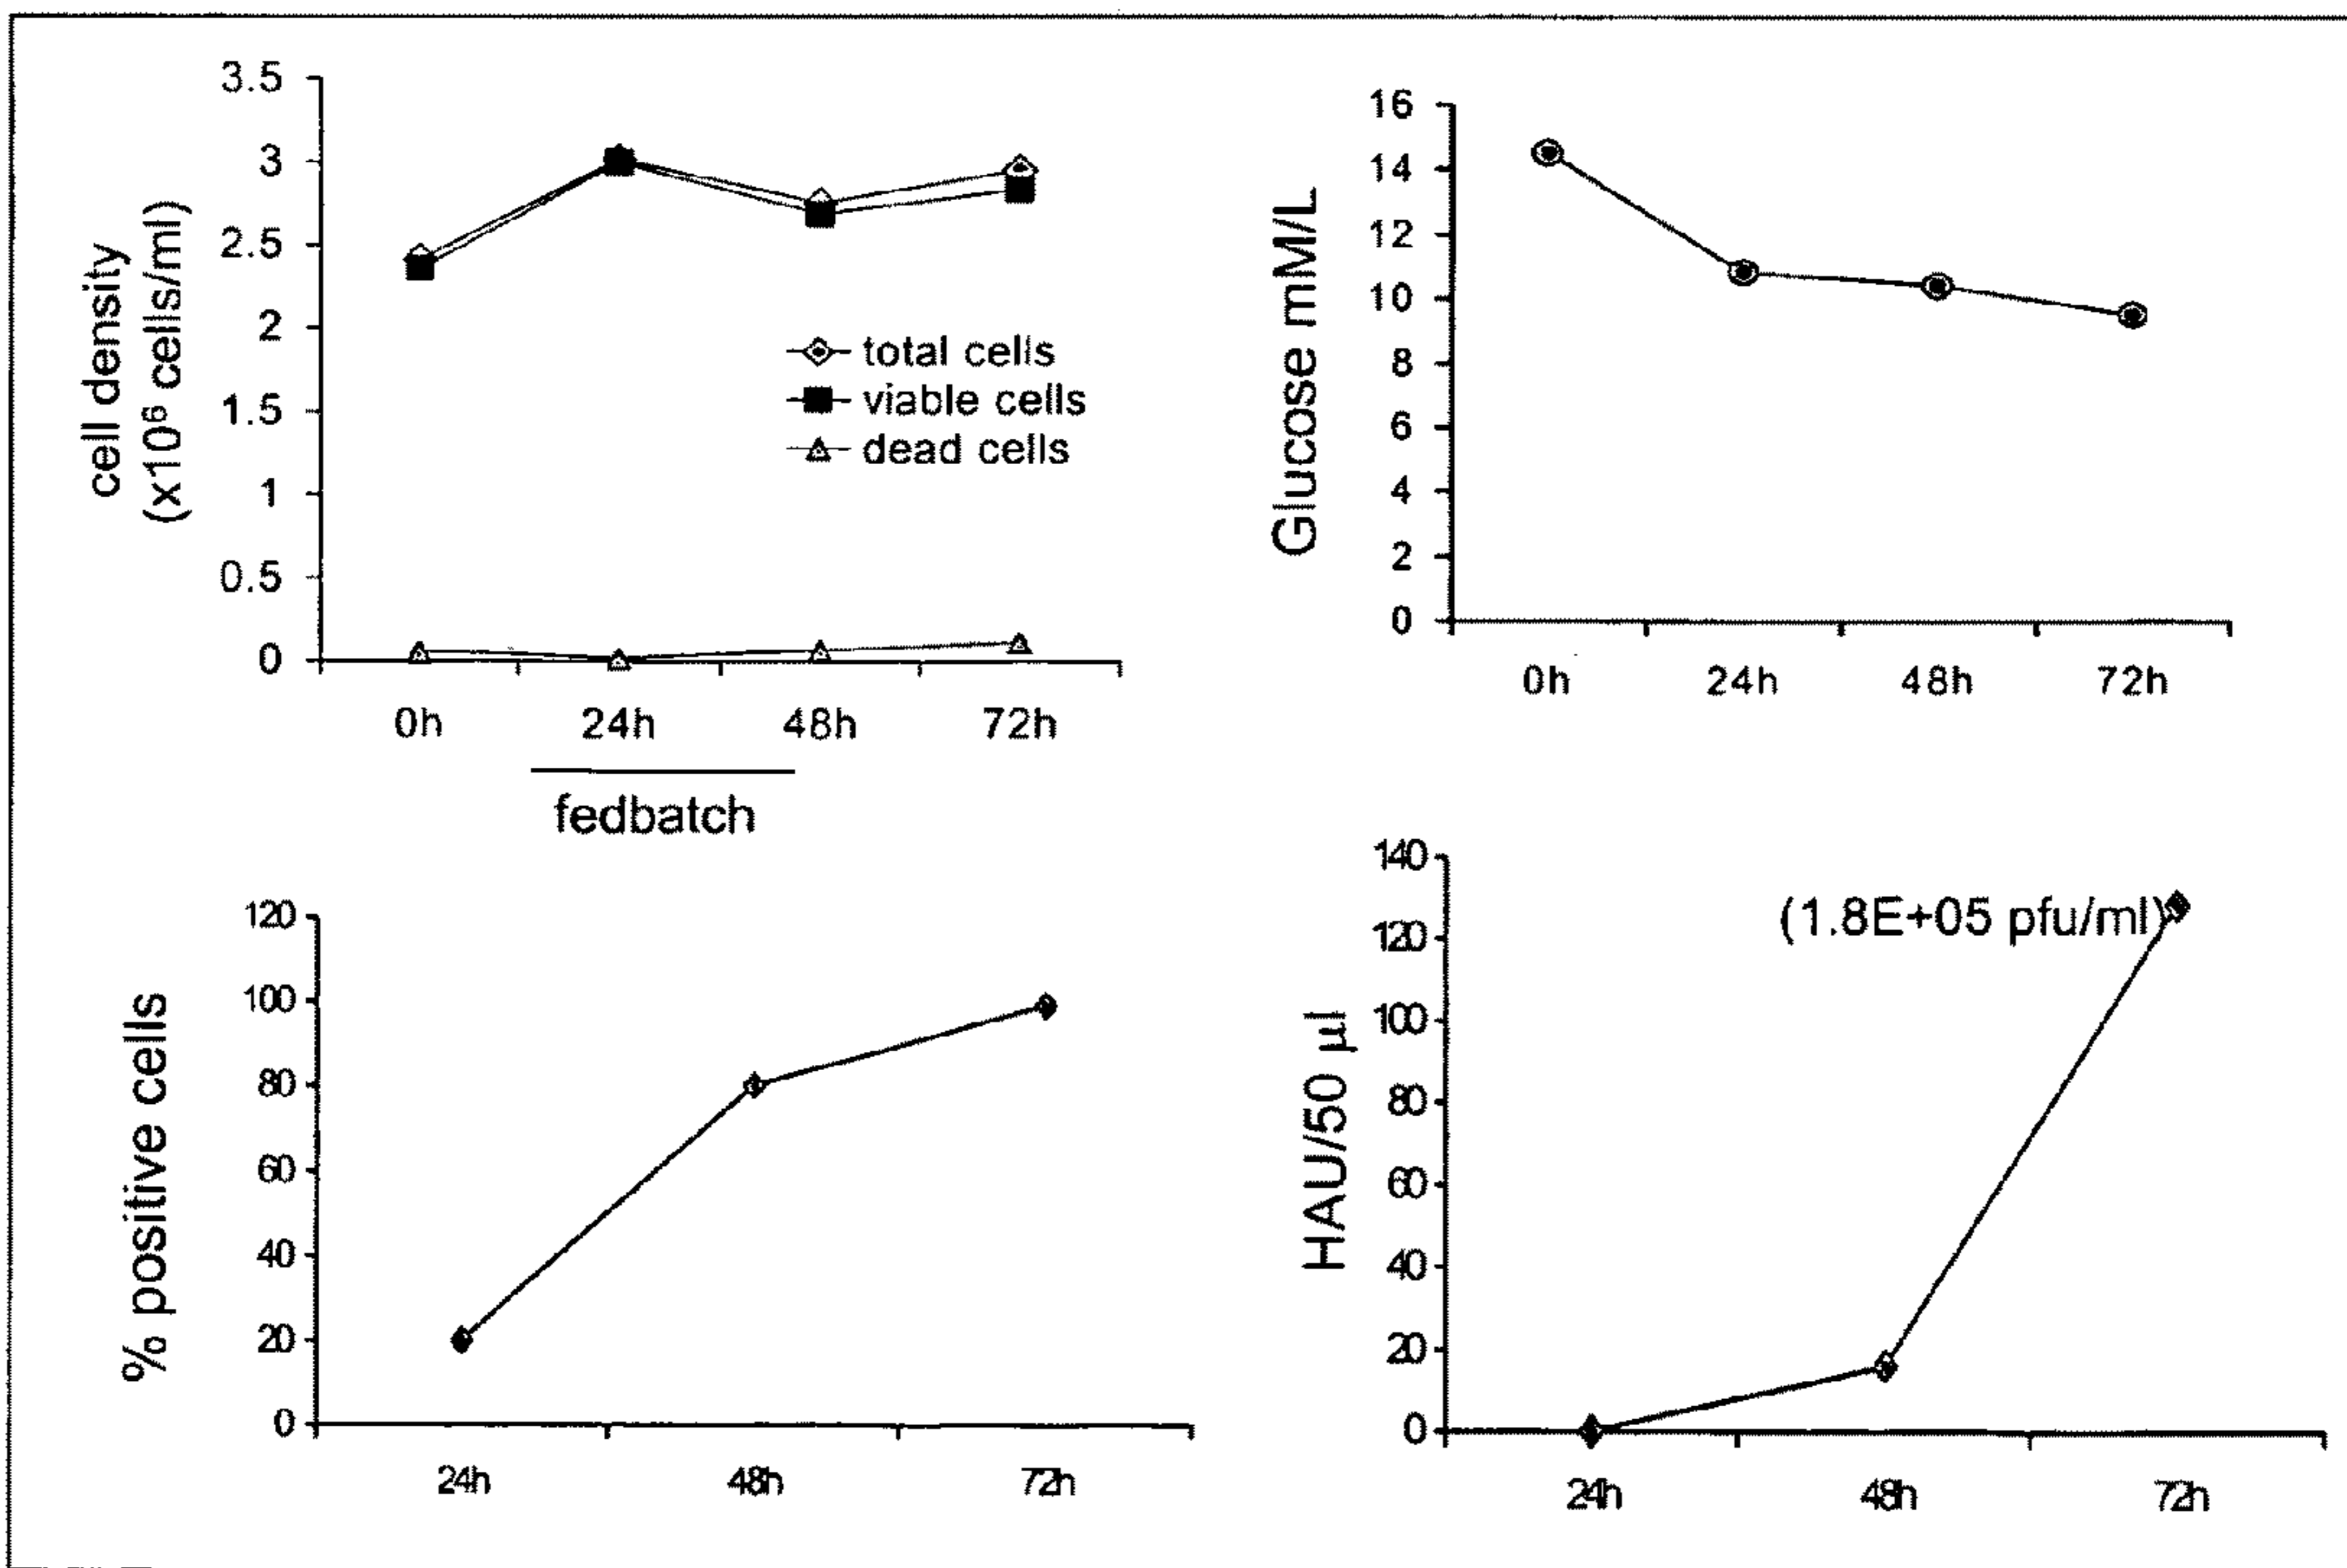 3.5
3
2.5
2
1.5
1
0.5
0
cell density
(x10⁶ cells/ml)
total cells
viable cells
dead cells
0h 24h 48h 72h
fedbatch
16
14
12
10
8
6
4
2
0
Glucose mM/L
0h 24h 48h 72h
120
100
80
60
40
20
0
% positive cells
24h 48h 72h
140
120
100
80
60
40
20
0
HAU/50 µl
(1.8E+05 pfu/ml)
24h 48h 72h